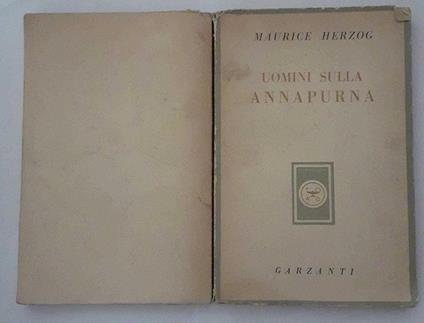 MAURICE HERZOG
UOMINI SULLA
ANNAPURNA
GARZANTI